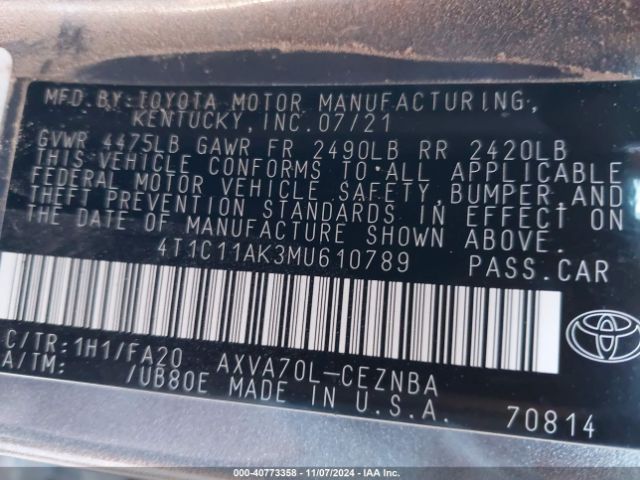 MFD.BY:TOYOTA MOTOR MANUFACTURING,
KENTUCKY,INC.07/21
GVWR 4475LB GAWR FR 2490LB RR 2420LB
THIS VEHICLE CONFORMS TO ALL APPLICABLE
FEDERAL MOTOR VEHICLE SAFETY,BUMPER,AND
THEFT PREVENTION STANDARDS IN EFFECT ON
THE DATE OF MANUFACTURE SHOWN ABOVE.
4T1C11AK3MU610789 PASS.CAR
C/TR:1H1/FA20 AXVA70L-CEZNBA
A/TM: /UB80E MADE IN U.S.A. 70814
TOYOTA
000-40773358 - 11/07/2024 - IAA Inc.